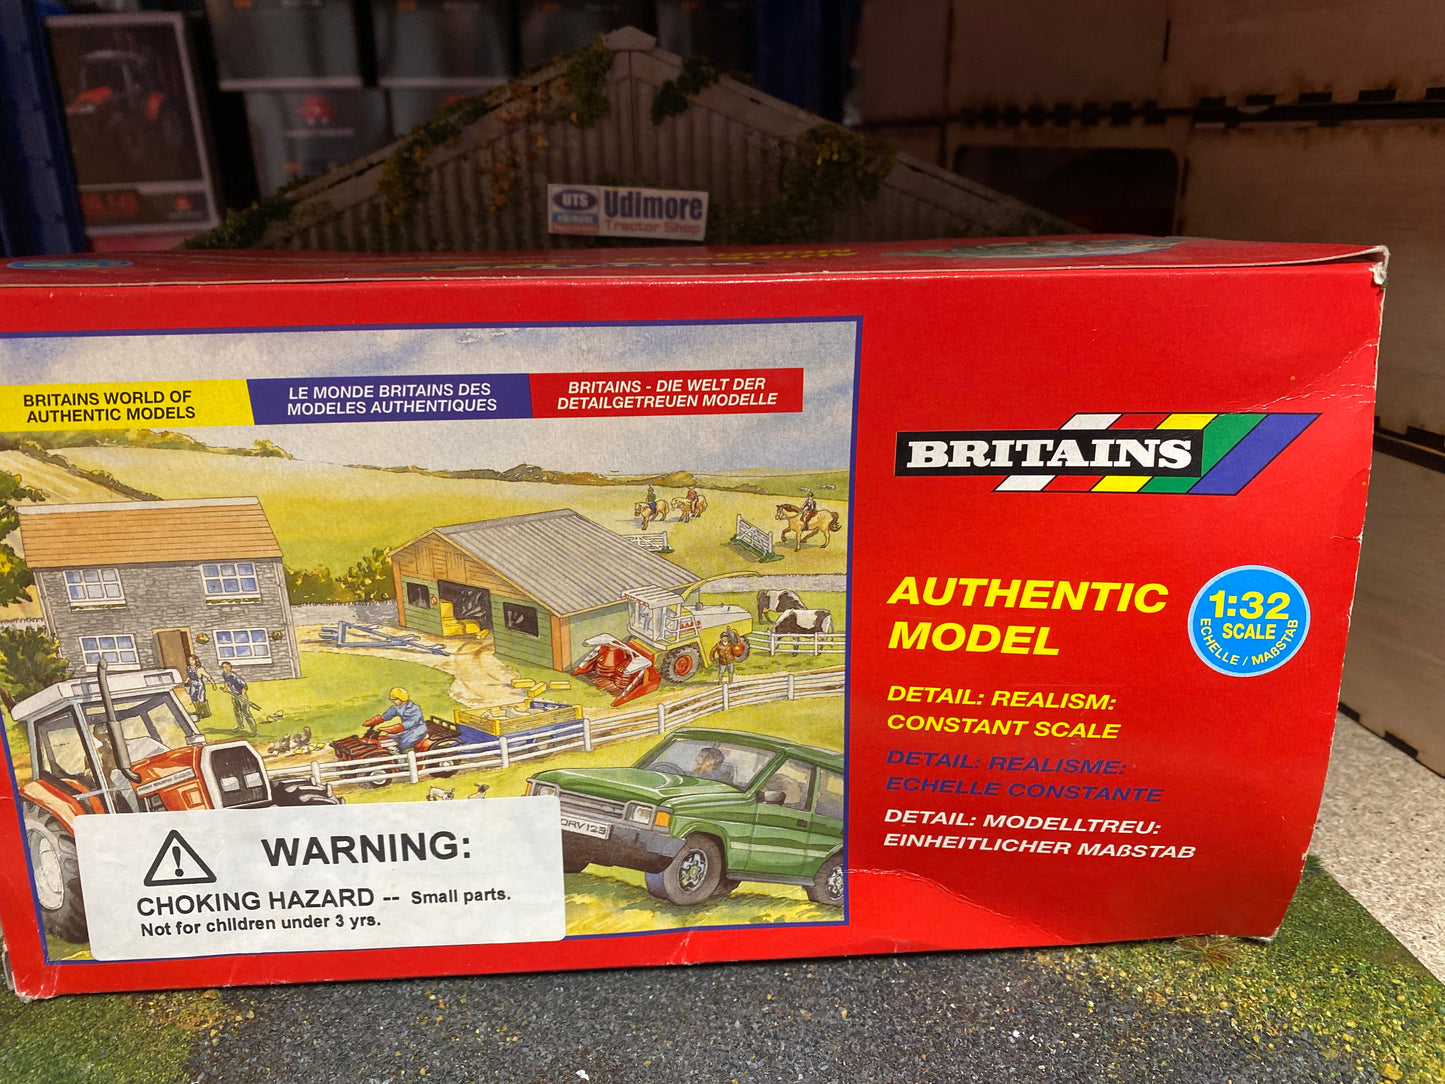 UTS
Udimore
Tractor Shop
BRITAINS WORLD OF
AUTHENTIC MODELS
LE MONDE BRITAINS DES
MODELES AUTHENTIQUES
BRITAINS - DIE WELT DER
DETAILGETREUEN MODELLE
BRITAINS
AUTHENTIC
MODEL
1:32
SCALE
ECHELLE / MAßSTAB
DETAIL: REALISM:
CONSTANT SCALE
DETAIL: REALISME:
ECHELLE CONSTANTE
DETAIL: MODELLTREU:
EINHEITLICHER MAßSTAB
DRV123
WARNING:
CHOKING HAZARD -- Small parts.
Not for children under 3 yrs.